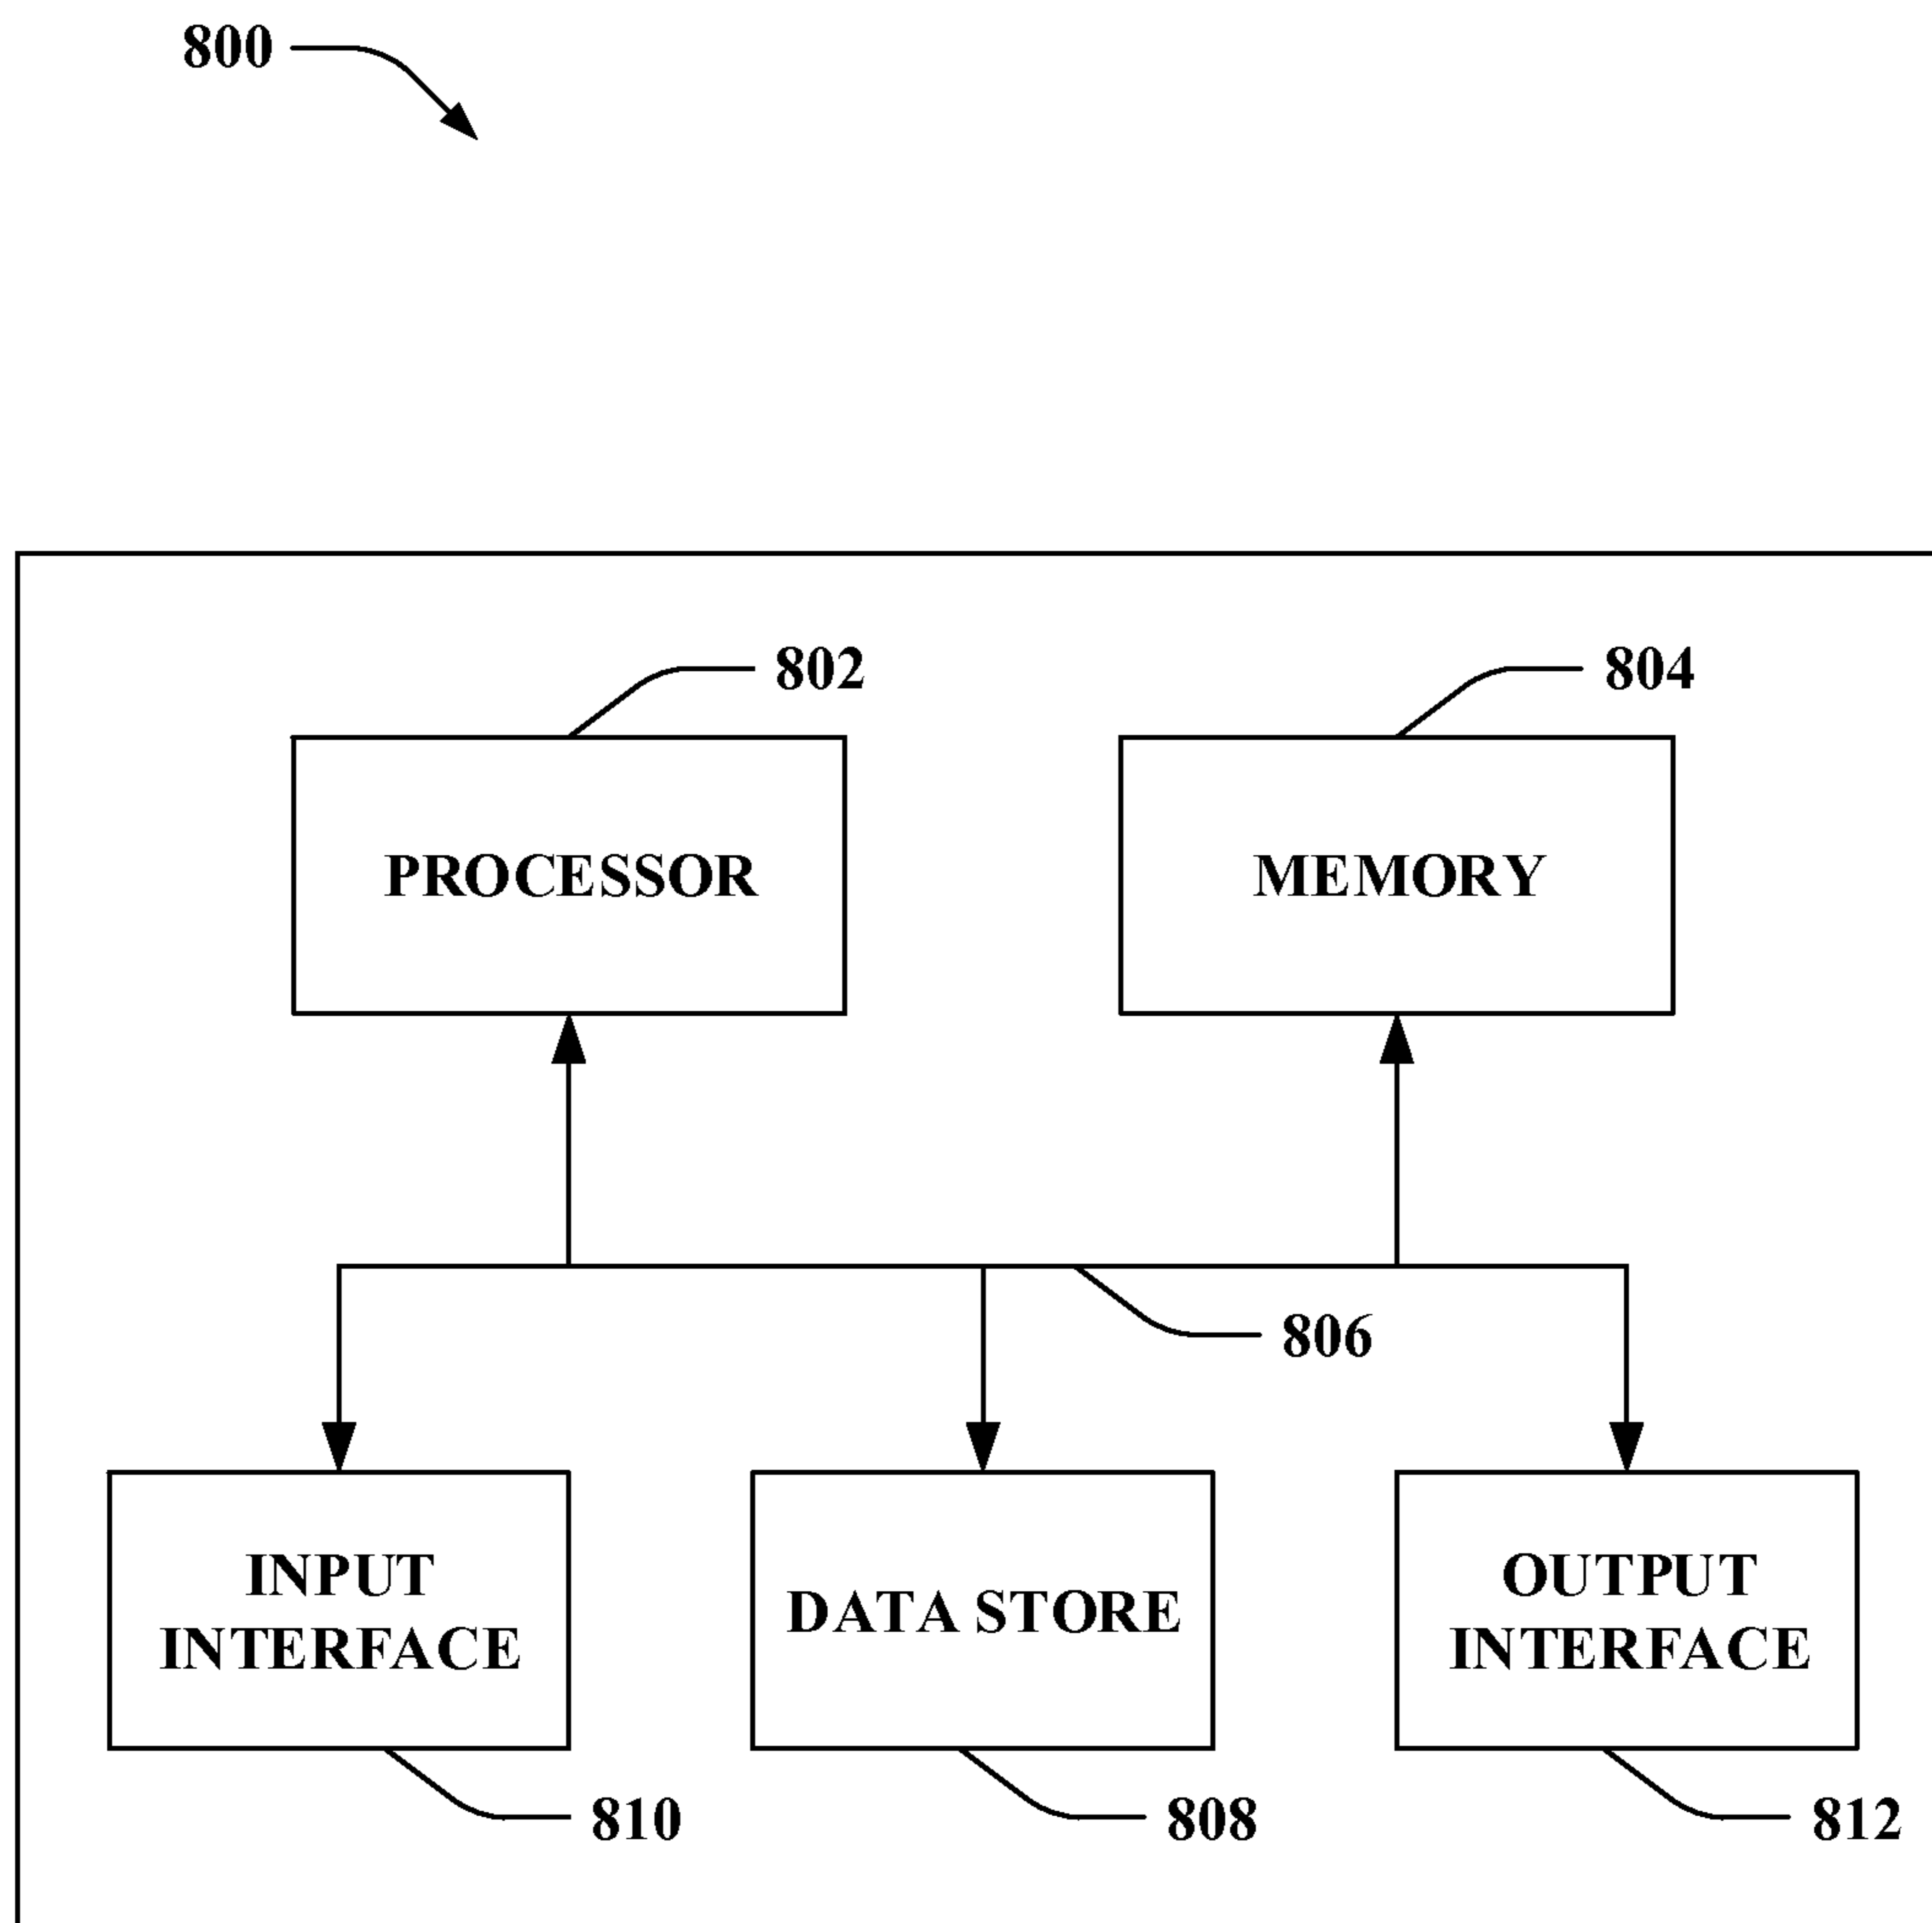 800
802
804
PROCESSOR
MEMORY
806
INPUT
INTERFACE
DATA STORE
OUTPUT
INTERFACE
810
808
812